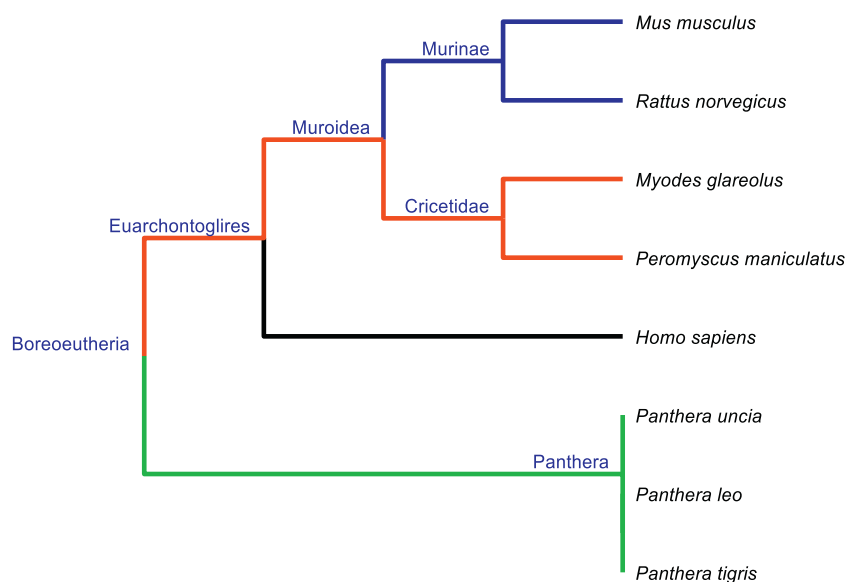 Mus musculus
Murinae
Rattus norvegicus
Muroidea
Myodes glareolus
Cricetidae
Euarchontoglires
Peromyscus maniculatus
Homo sapiens
Boreoeutheria
Panthera uncia
Panthera
Panthera leo
Panthera tigris